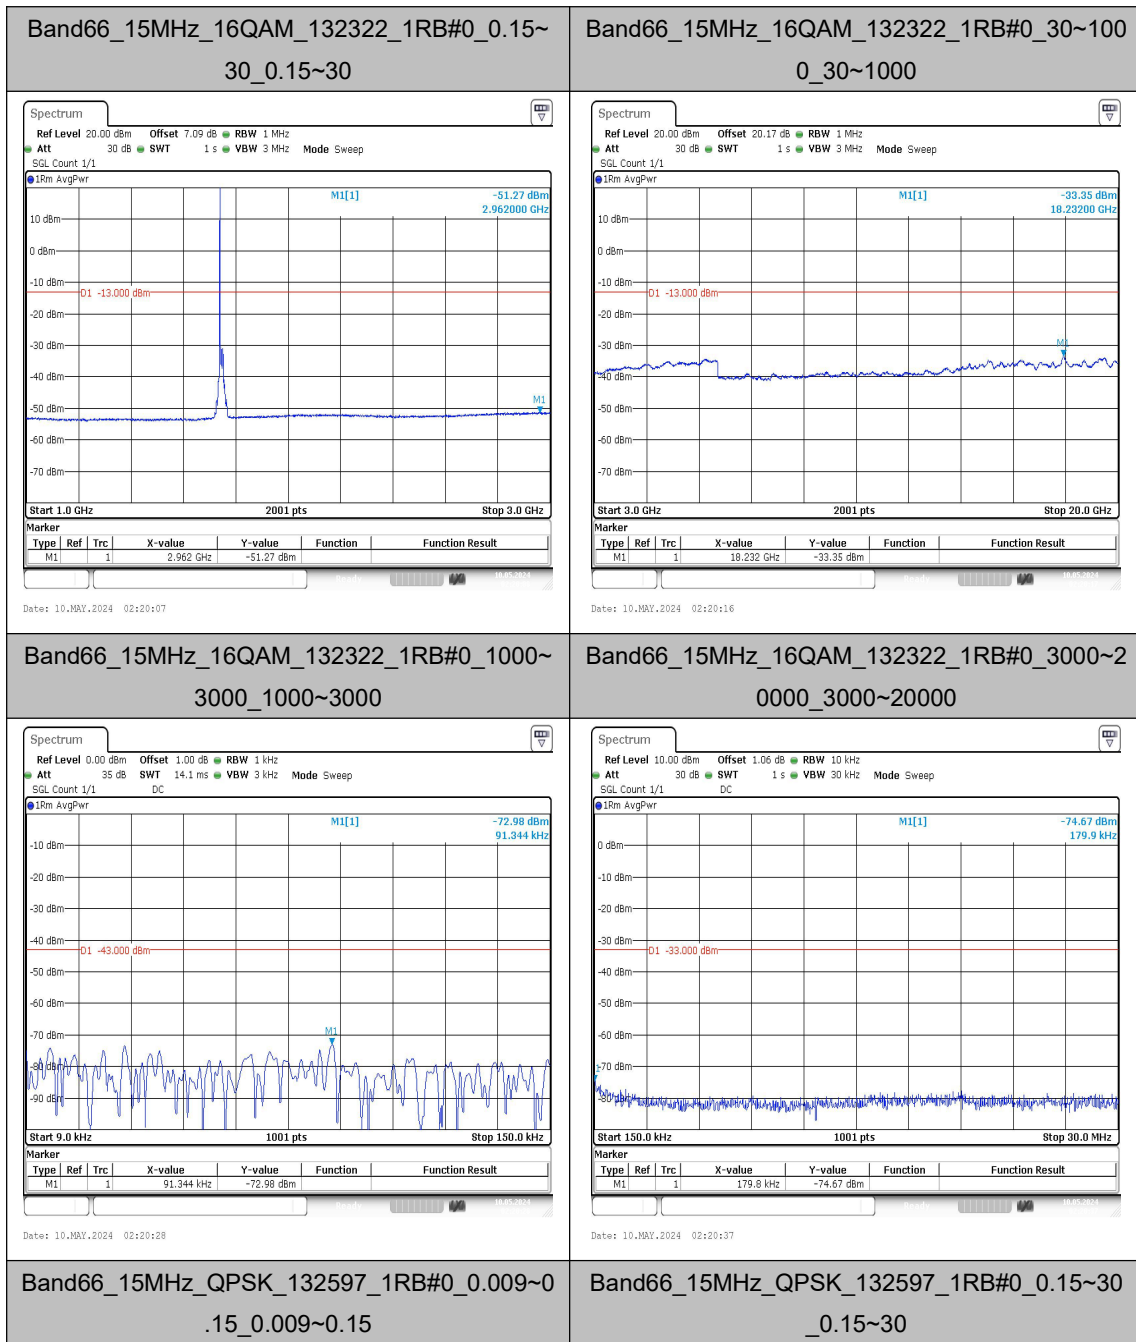 Band66_15MHz_16QAM_132322_1RB#0_0.15~
30_0.15~30
Band66_15MHz_16QAM_132322_1RB#0_30~100
0_30~1000
Spectrum
Ref Level 20.00 dBm Offset 7.09 dB RBW 1 MHz
Att 30 dB SWT 1 s VBW 3 MHz Mode Sweep
SGL Count 1/1
1Rm AvgPwr
M1[1] -51.27 dBm
2.962000 GHz
10 dBm
0 dBm
-10 dBm
D1 -13.000 dBm
-20 dBm
-30 dBm
-40 dBm
-50 dBm
M1
-60 dBm
-70 dBm
Start 1.0 GHz 2001 pts Stop 3.0 GHz
Marker
Type Ref Trc X-value Y-value Function Function Result
M1 1 2.962 GHz -51.27 dBm
Ready 10.05.2024
Date: 10.MAY.2024 02:20:07
Spectrum
Ref Level 20.00 dBm Offset 20.17 dB RBW 1 MHz
Att 30 dB SWT 1 s VBW 3 MHz Mode Sweep
SGL Count 1/1
1Rm AvgPwr
M1[1] -33.35 dBm
18.23200 GHz
10 dBm
0 dBm
-10 dBm
D1 -13.000 dBm
-20 dBm
-30 dBm
M1
-40 dBm
-50 dBm
-60 dBm
-70 dBm
Start 3.0 GHz 2001 pts Stop 20.0 GHz
Marker
Type Ref Trc X-value Y-value Function Function Result
M1 1 18.232 GHz -33.35 dBm
Ready 10.05.2024
Date: 10.MAY.2024 02:20:16
Band66_15MHz_16QAM_132322_1RB#0_1000~
3000_1000~3000
Band66_15MHz_16QAM_132322_1RB#0_3000~2
0000_3000~20000
Spectrum
Ref Level 0.00 dBm Offset 1.00 dB RBW 1 kHz
Att 35 dB SWT 14.1 ms VBW 3 kHz Mode Sweep
SGL Count 1/1 DC
1Rm AvgPwr
M1[1] -72.98 dBm
91.344 kHz
-10 dBm
-20 dBm
-30 dBm
-40 dBm
D1 -43.000 dBm
-50 dBm
-60 dBm
-70 dBm
M1
-80 dBm
-90 dBm
Start 9.0 kHz 1001 pts Stop 150.0 kHz
Marker
Type Ref Trc X-value Y-value Function Function Result
M1 1 91.344 kHz -72.98 dBm
Ready 10.05.2024
Date: 10.MAY.2024 02:20:28
Spectrum
Ref Level 10.00 dBm Offset 1.06 dB RBW 10 kHz
Att 30 dB SWT 1 s VBW 30 kHz Mode Sweep
SGL Count 1/1 DC
1Rm AvgPwr
M1[1] -74.67 dBm
179.9 kHz
0 dBm
-10 dBm
-20 dBm
-30 dBm
D1 -33.000 dBm
-40 dBm
-50 dBm
-60 dBm
-70 dBm
-80 dBm
Start 150.0 kHz 1001 pts Stop 30.0 MHz
Marker
Type Ref Trc X-value Y-value Function Function Result
M1 1 179.8 kHz -74.67 dBm
Ready 10.05.2024
Date: 10.MAY.2024 02:20:37
Band66_15MHz_QPSK_132597_1RB#0_0.009~0
.15_0.009~0.15
Band66_15MHz_QPSK_132597_1RB#0_0.15~30
_0.15~30